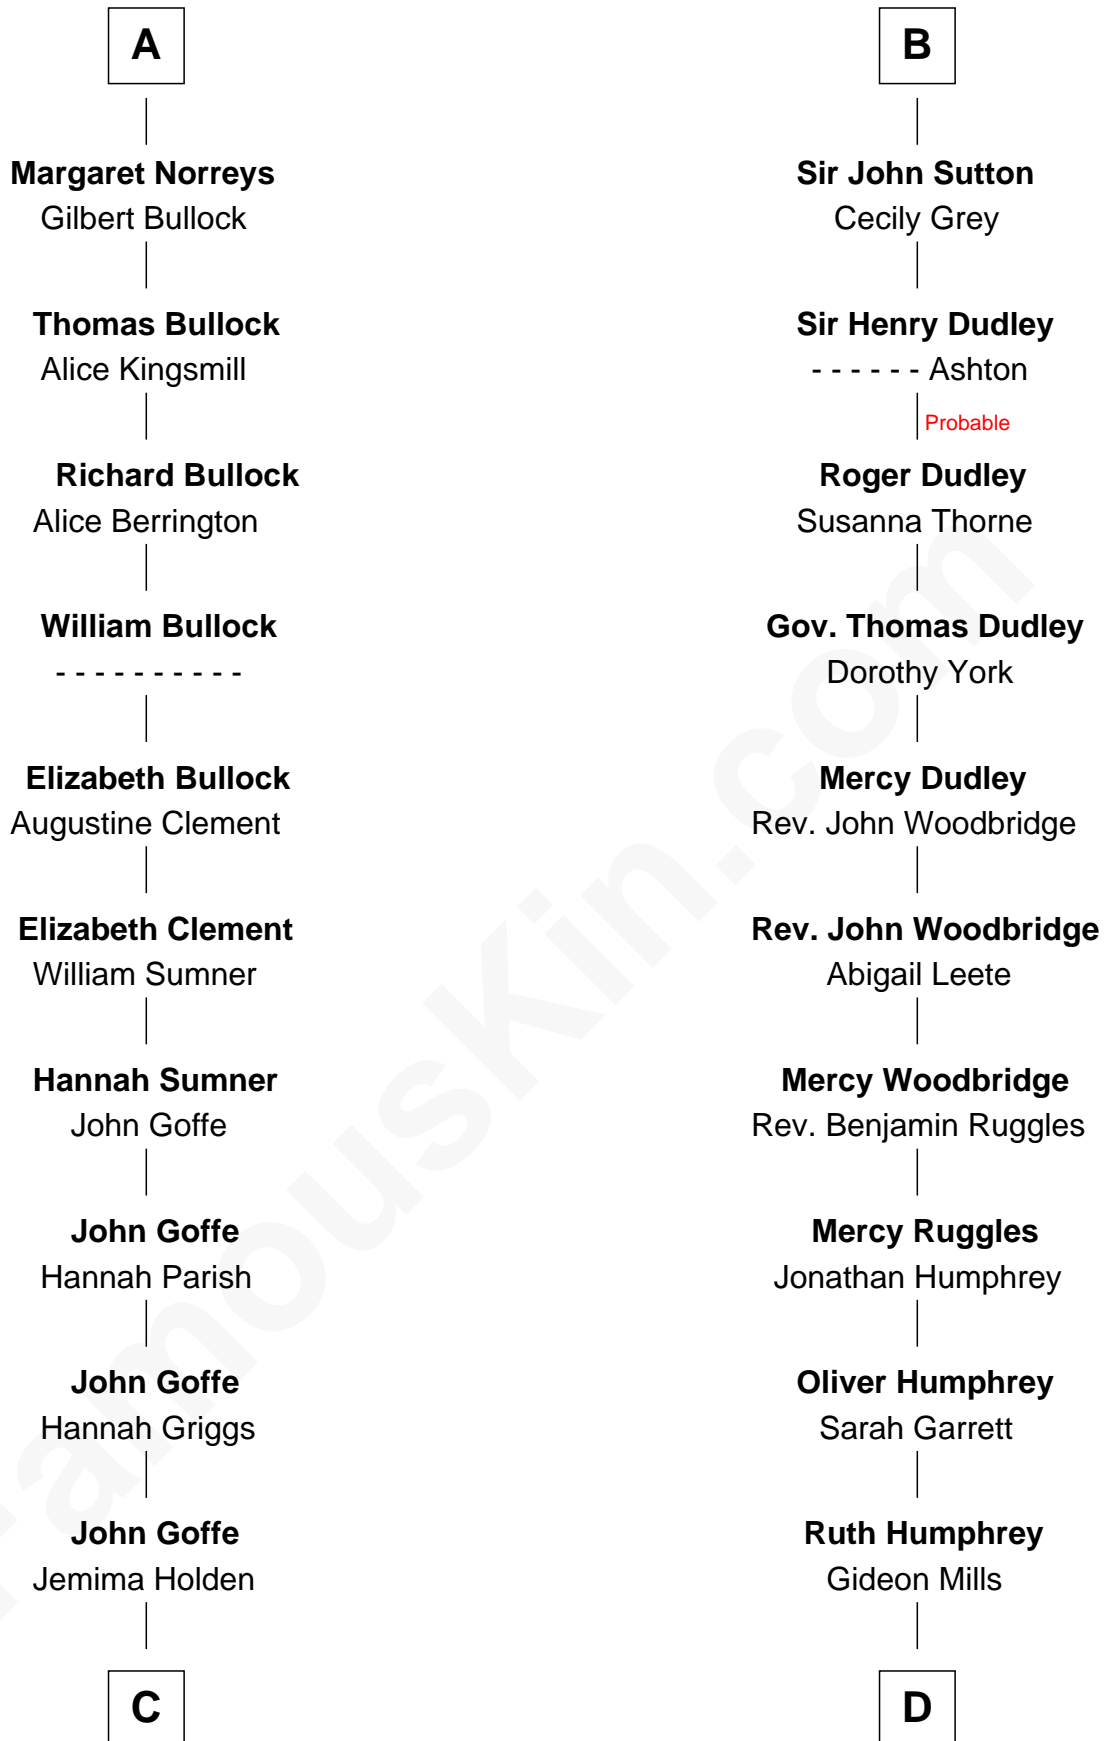 A
Margaret Norreys
Gilbert Bullock
Thomas Bullock
Alice Kingsmill
Richard Bullock
Alice Berrington
William Bullock
- - - - - - - - - -
Elizabeth Bullock
Augustine Clement
Elizabeth Clement
William Sumner
Hannah Sumner
John Goffe
John Goffe
Hannah Parish
John Goffe
Hannah Griggs
John Goffe
Jemima Holden
C
B
Sir John Sutton
Cecily Grey
Sir Henry Dudley
- - - - - - Ashton
Probable
Roger Dudley
Susanna Thorne
Gov. Thomas Dudley
Dorothy York
Mercy Dudley
Rev. John Woodbridge
Rev. John Woodbridge
Abigail Leete
Mercy Woodbridge
Rev. Benjamin Ruggles
Mercy Ruggles
Jonathan Humphrey
Oliver Humphrey
Sarah Garrett
Ruth Humphrey
Gideon Mills
D
FamousKin.com